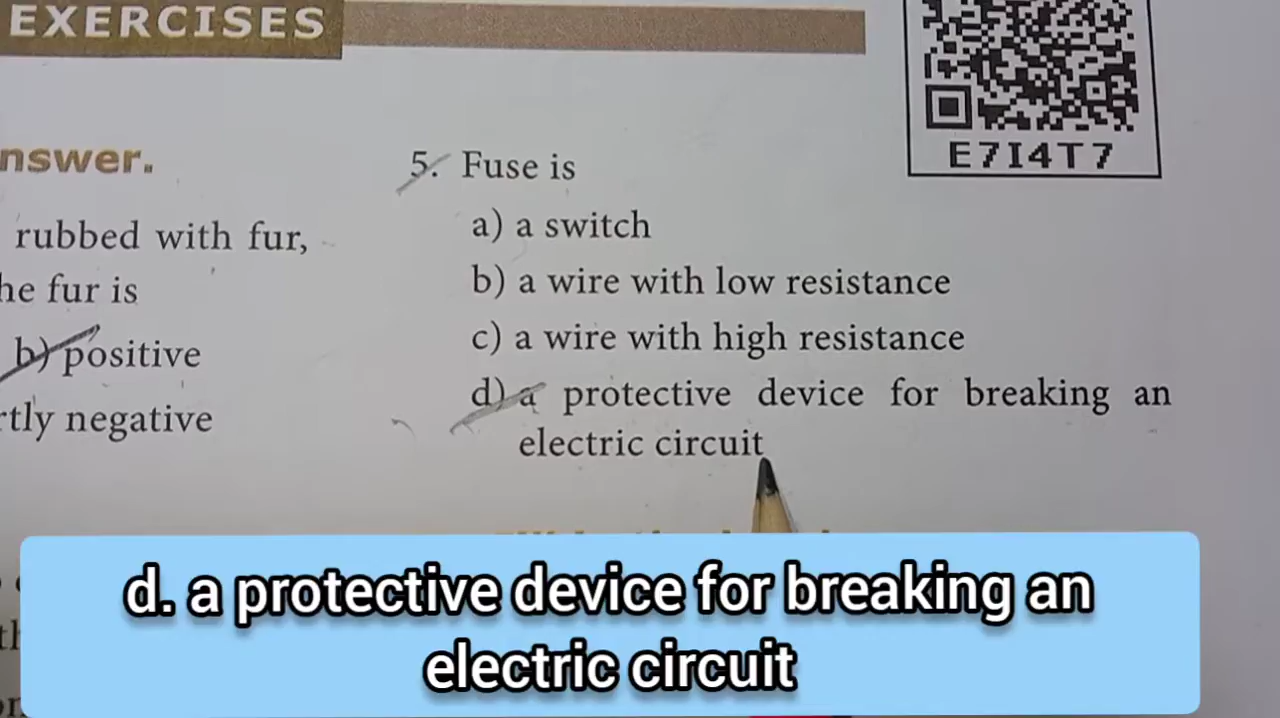 EXERCISES
E7I4T7
nswer.
rubbed with fur,
he fur is
b) positive
rtly negative
5. Fuse is
a) a switch
b) a wire with low resistance
c) a wire with high resistance
d) a protective device for breaking an
electric circuit
d. a protective device for breaking an
electric circuit